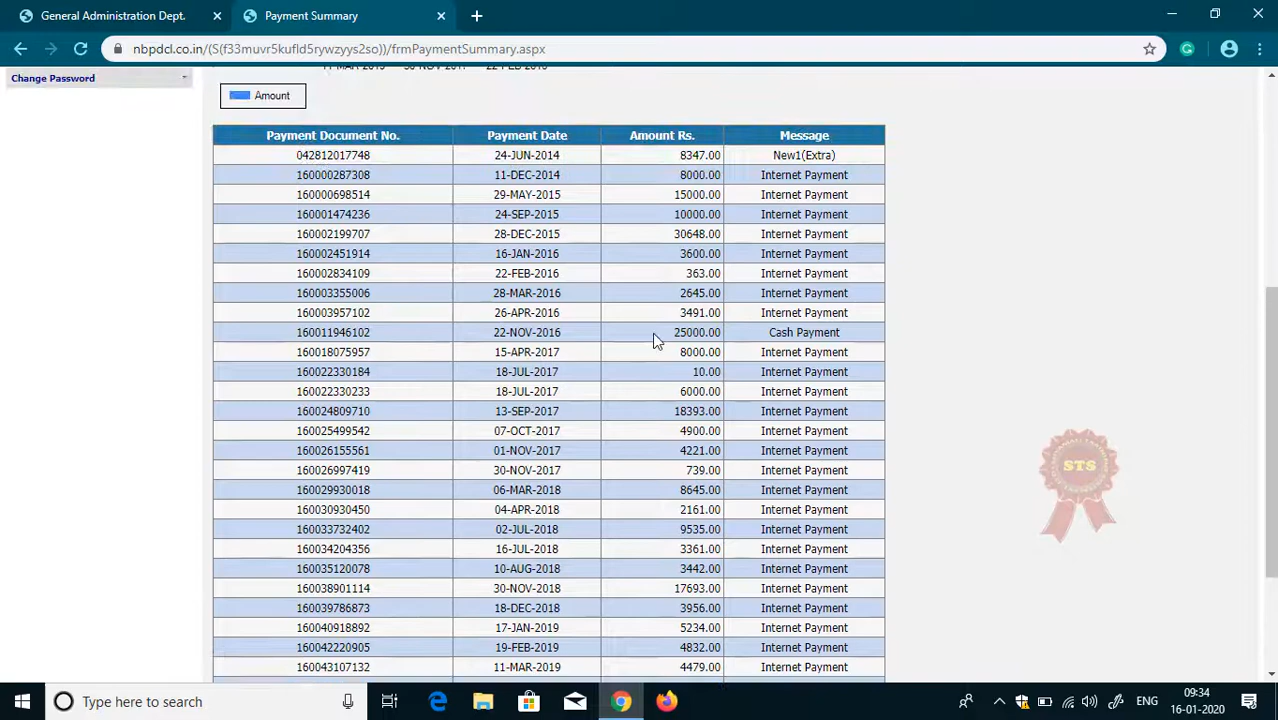 General Administration Dept.
Payment Summary
nbpdcl.co.in/(S(f33muvr5kufld5rywzyys2so))/frmPaymentSummary.aspx
Change Password
Amount
Payment Document No. Payment Date Amount Rs. Message
042812017748 24-JUN-2014 8347.00 New1(Extra)
160000287308 11-DEC-2014 8000.00 Internet Payment
160000698514 29-MAY-2015 15000.00 Internet Payment
160001474236 24-SEP-2015 10000.00 Internet Payment
160002199707 28-DEC-2015 30648.00 Internet Payment
160002451914 16-JAN-2016 3600.00 Internet Payment
160002834109 22-FEB-2016 363.00 Internet Payment
160003355006 28-MAR-2016 2645.00 Internet Payment
160003957102 26-APR-2016 3491.00 Internet Payment
160011946102 22-NOV-2016 25000.00 Cash Payment
160018075957 15-APR-2017 8000.00 Internet Payment
160022330184 18-JUL-2017 10.00 Internet Payment
160022330233 18-JUL-2017 6000.00 Internet Payment
160024809710 13-SEP-2017 18393.00 Internet Payment
160025499542 07-OCT-2017 4900.00 Internet Payment
160026155561 01-NOV-2017 4221.00 Internet Payment
160026997419 30-NOV-2017 739.00 Internet Payment
160029930018 06-MAR-2018 8645.00 Internet Payment
160030930450 04-APR-2018 2161.00 Internet Payment
160033732402 02-JUL-2018 9535.00 Internet Payment
160034204356 16-JUL-2018 3361.00 Internet Payment
160035120078 10-AUG-2018 3442.00 Internet Payment
160038901114 30-NOV-2018 17693.00 Internet Payment
160039786873 18-DEC-2018 3956.00 Internet Payment
160040918892 17-JAN-2019 5234.00 Internet Payment
160042220905 19-FEB-2019 4832.00 Internet Payment
160043107132 11-MAR-2019 4479.00 Internet Payment
STS
Type here to search
ENG
09:34
16-01-2020